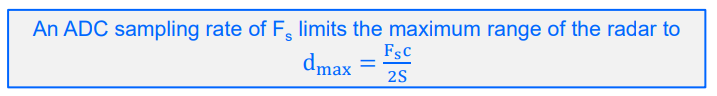 An ADC sampling rate of Fₛ limits the maximum range of the radar to
dₘₐₓ = Fₛc / 2S